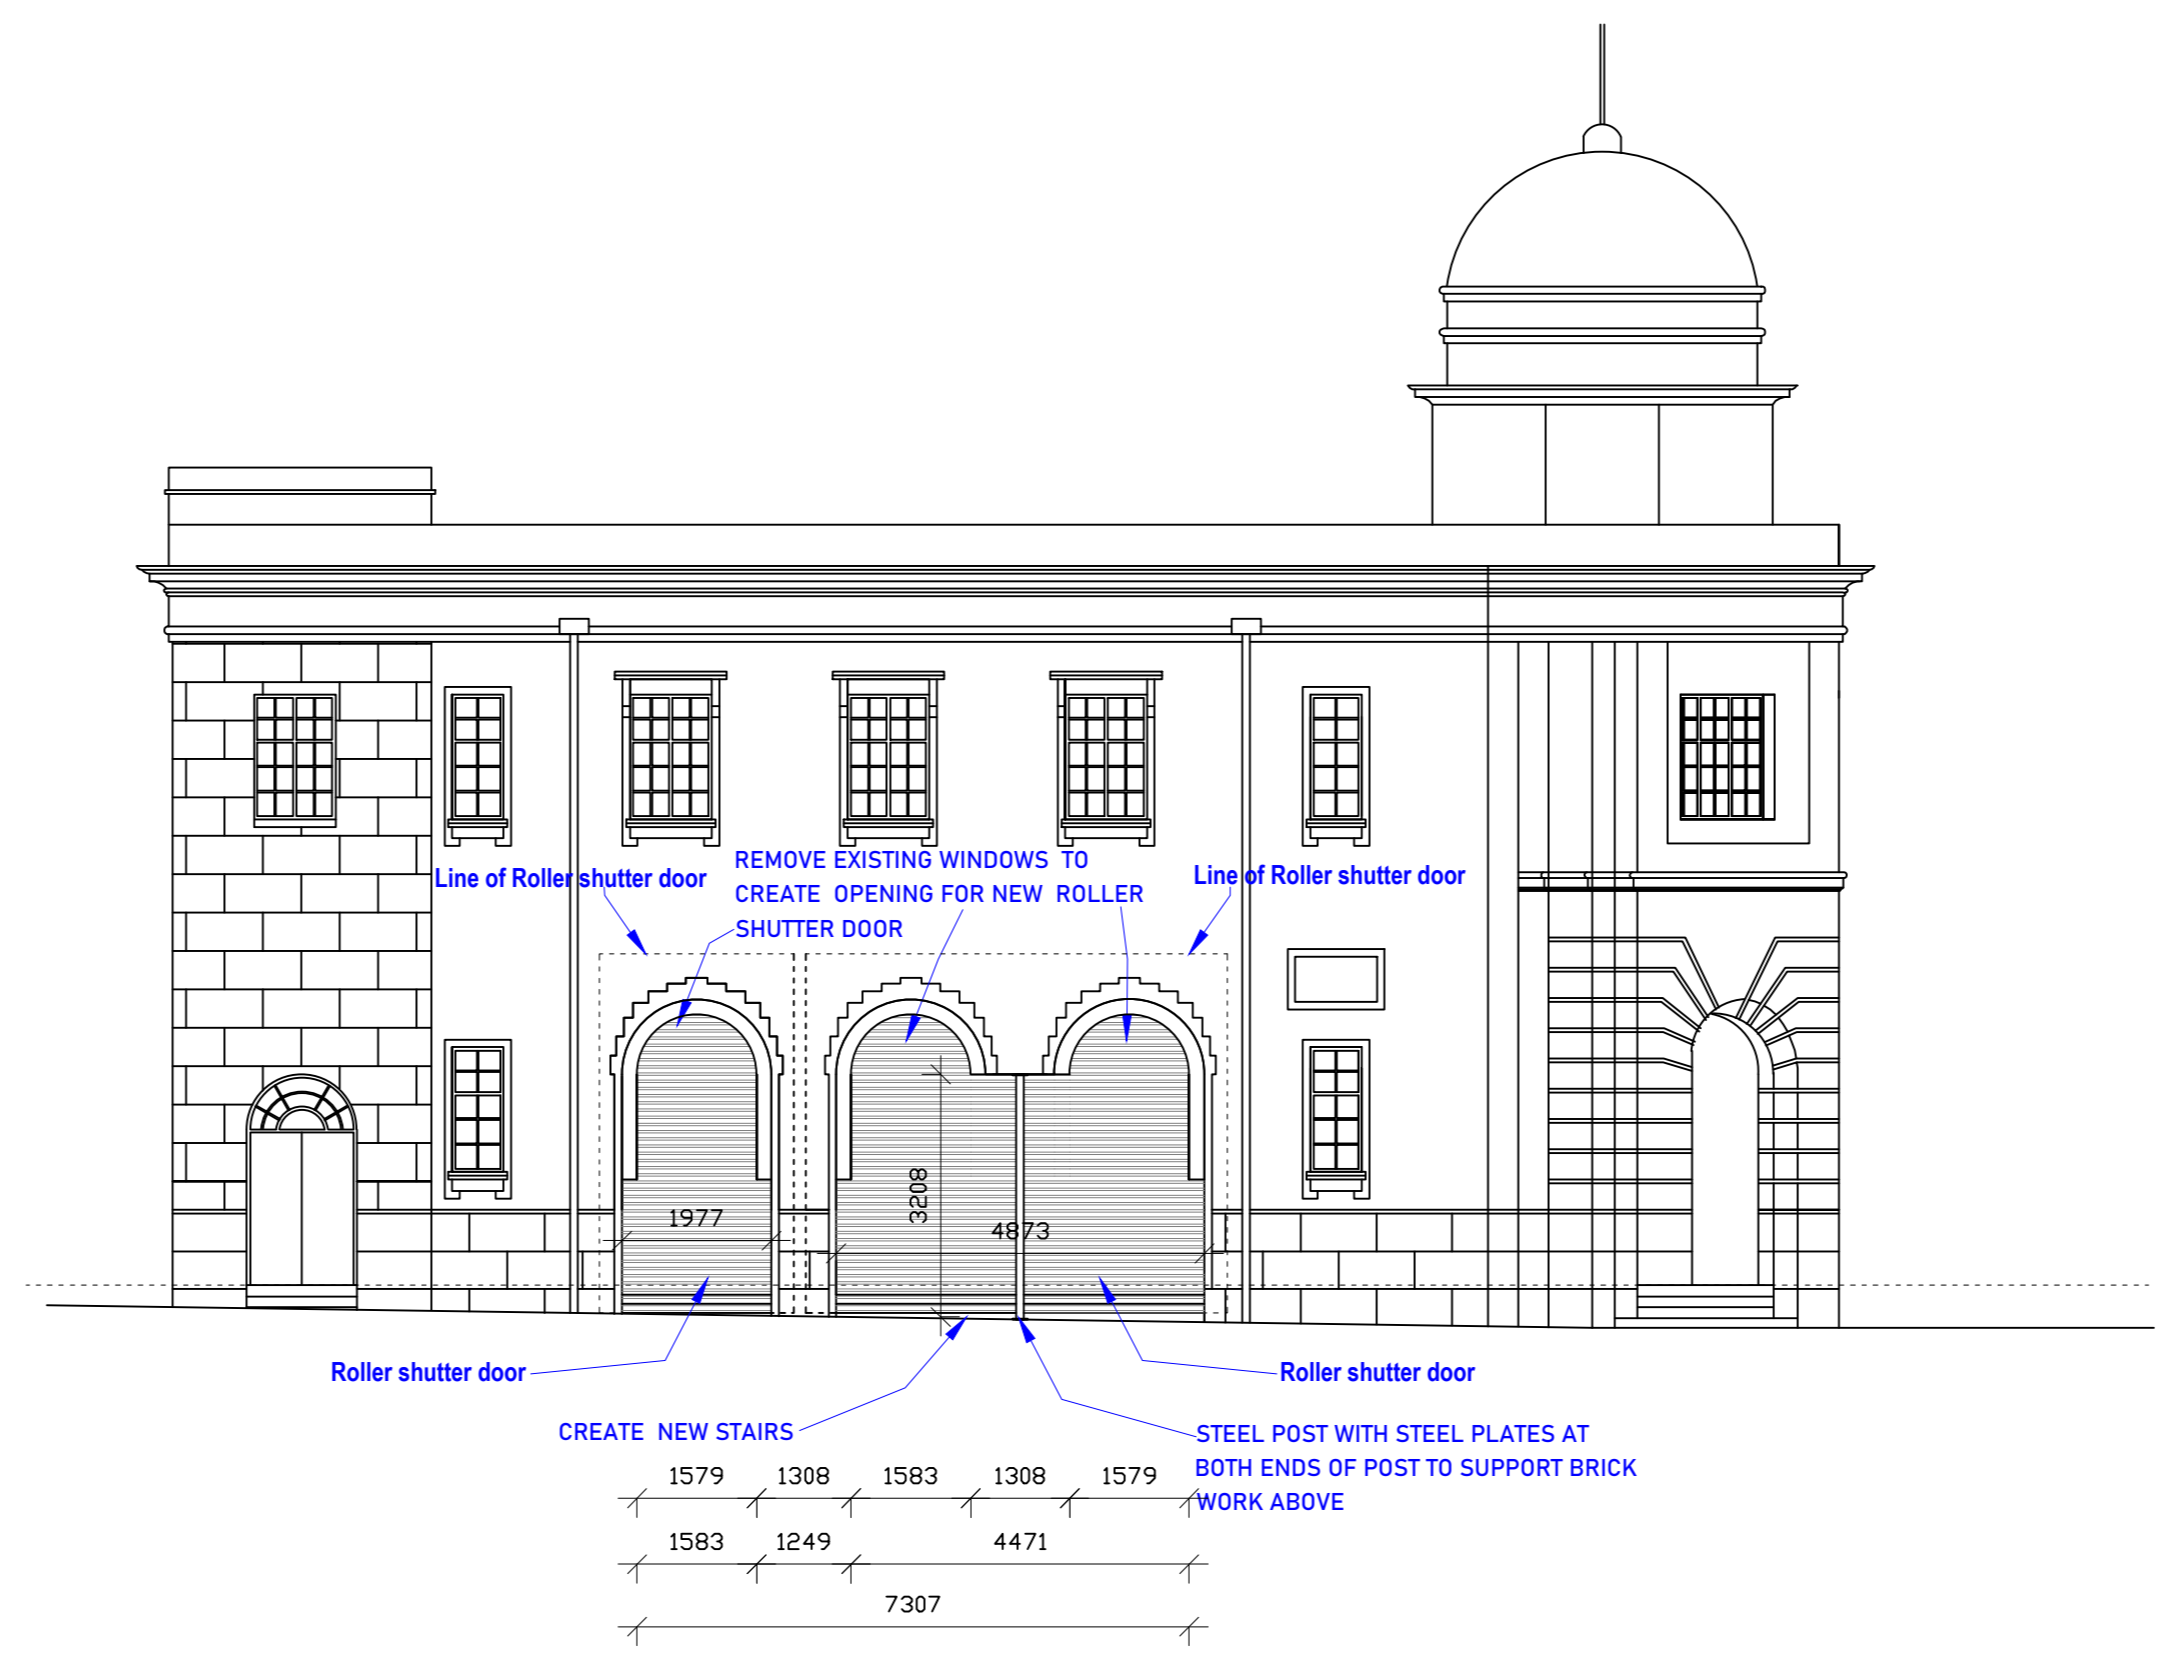 REMOVE EXISTING WINDOWS TO
CREATE OPENING FOR NEW ROLLER
SHUTTER DOOR
Line of Roller shutter door
Line of Roller shutter door
1977
3208
4873
Roller shutter door
Roller shutter door
CREATE NEW STAIRS
STEEL POST WITH STEEL PLATES AT
BOTH ENDS OF POST TO SUPPORT BRICK
WORK ABOVE
1579 1308 1583 1308 1579
1583 1249 4471
7307